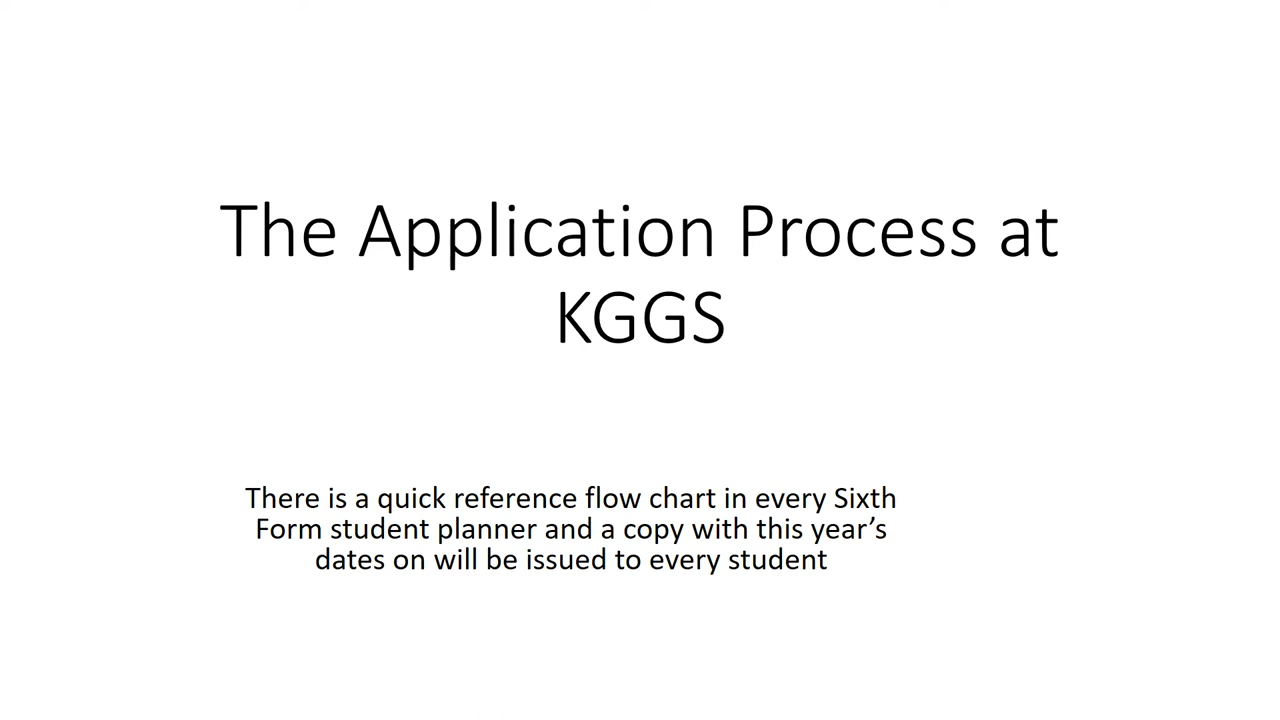 The Application Process at
KGGS
There is a quick reference flow chart in every Sixth
Form student planner and a copy with this year’s
dates on will be issued to every student